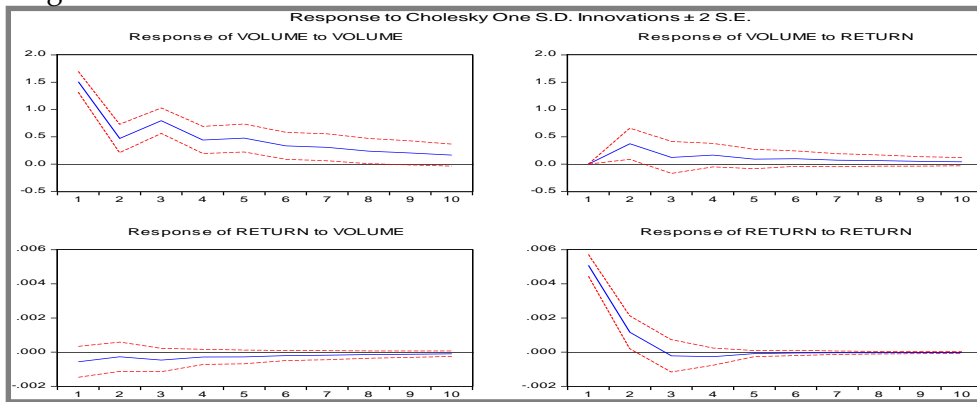 Response to Cholesky One S.D. Innovations ± 2 S.E.
Response of VOLUME to VOLUME
2.0
1.5
1.0
0.5
0.0
-0.5
1 2 3 4 5 6 7 8 9 10
Response of VOLUME to RETURN
2.0
1.5
1.0
0.5
0.0
-0.5
1 2 3 4 5 6 7 8 9 10
Response of RETURN to VOLUME
.006
.004
.002
.000
-.002
1 2 3 4 5 6 7 8 9 10
Response of RETURN to RETURN
.006
.004
.002
.000
-.002
1 2 3 4 5 6 7 8 9 10